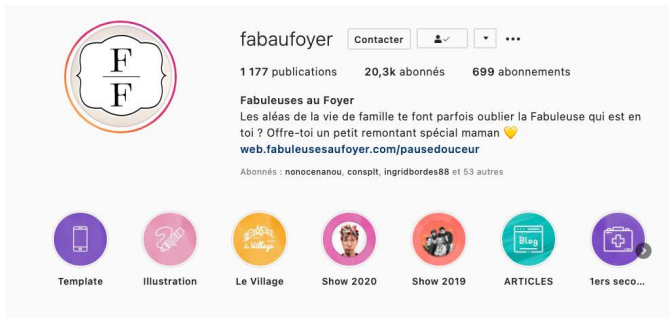 F
F
fabaufoyer Contacter
1 177 publications 20,3k abonnés 699 abonnements
Fabuleuses au Foyer
Les aléas de la vie de famille te font parfois oublier la Fabuleuse qui est en
toi ? Offre-toi un petit remontant spécial maman 💛
web.fabuleusesaufoyer.com/pausedouceur
Abonnés : nonocenanou, consplt, ingridbordes88 et 53 autres
le Village
Blog
Template Illustration Le Village Show 2020 Show 2019 ARTICLES 1ers seco...